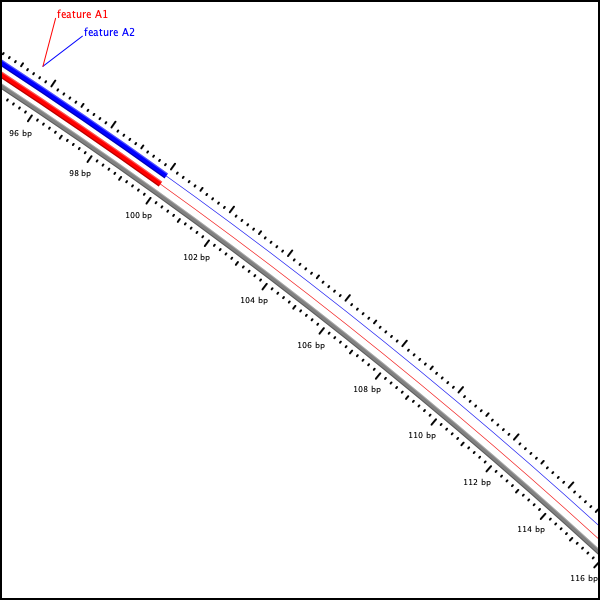 feature A1
feature A2
96 bp
98 bp
100 bp
102 bp
104 bp
106 bp
108 bp
110 bp
112 bp
114 bp
116 bp